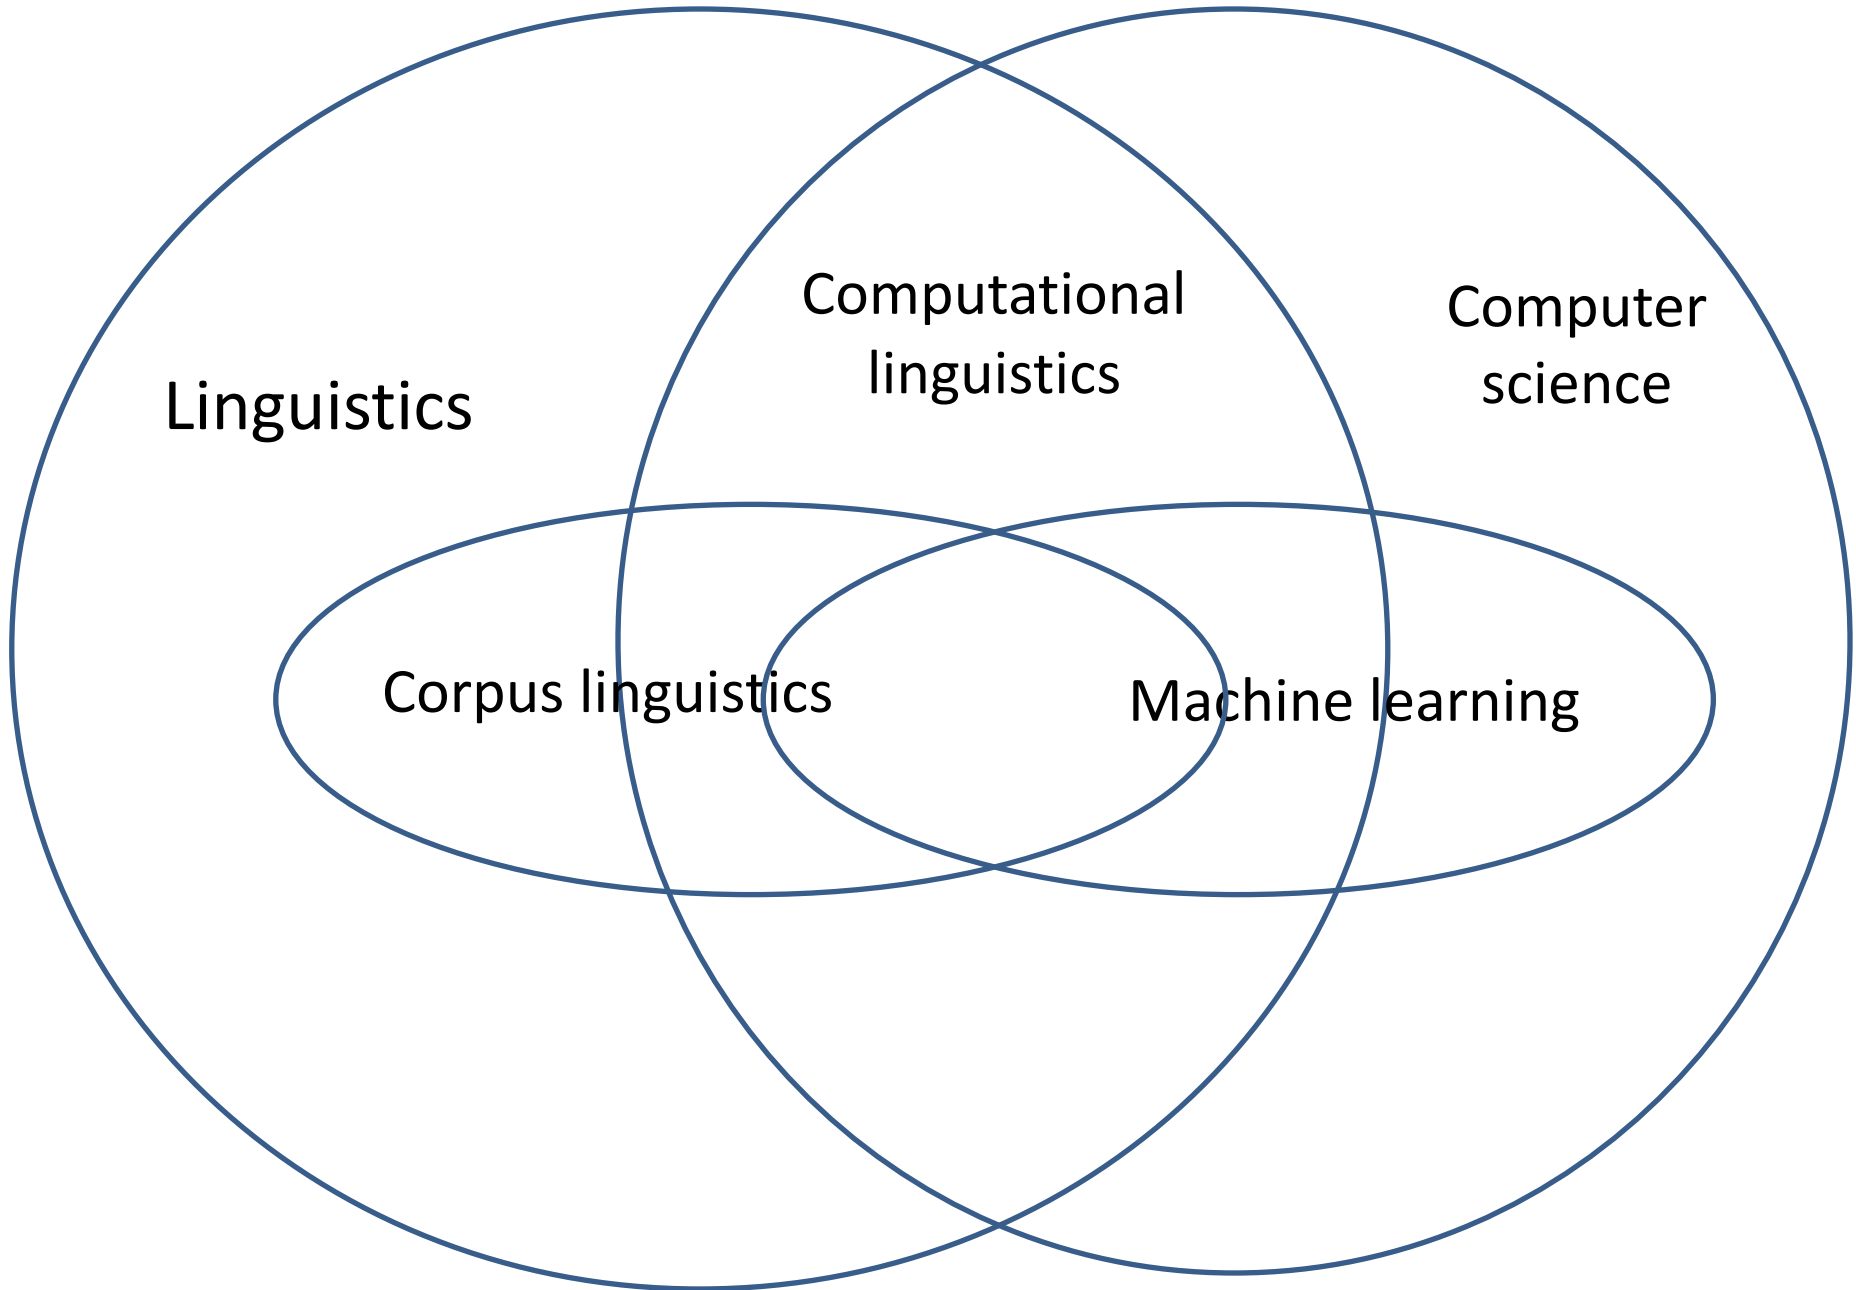 Linguistics
Computational
linguistics
Computer
science
Corpus linguistics
Machine learning